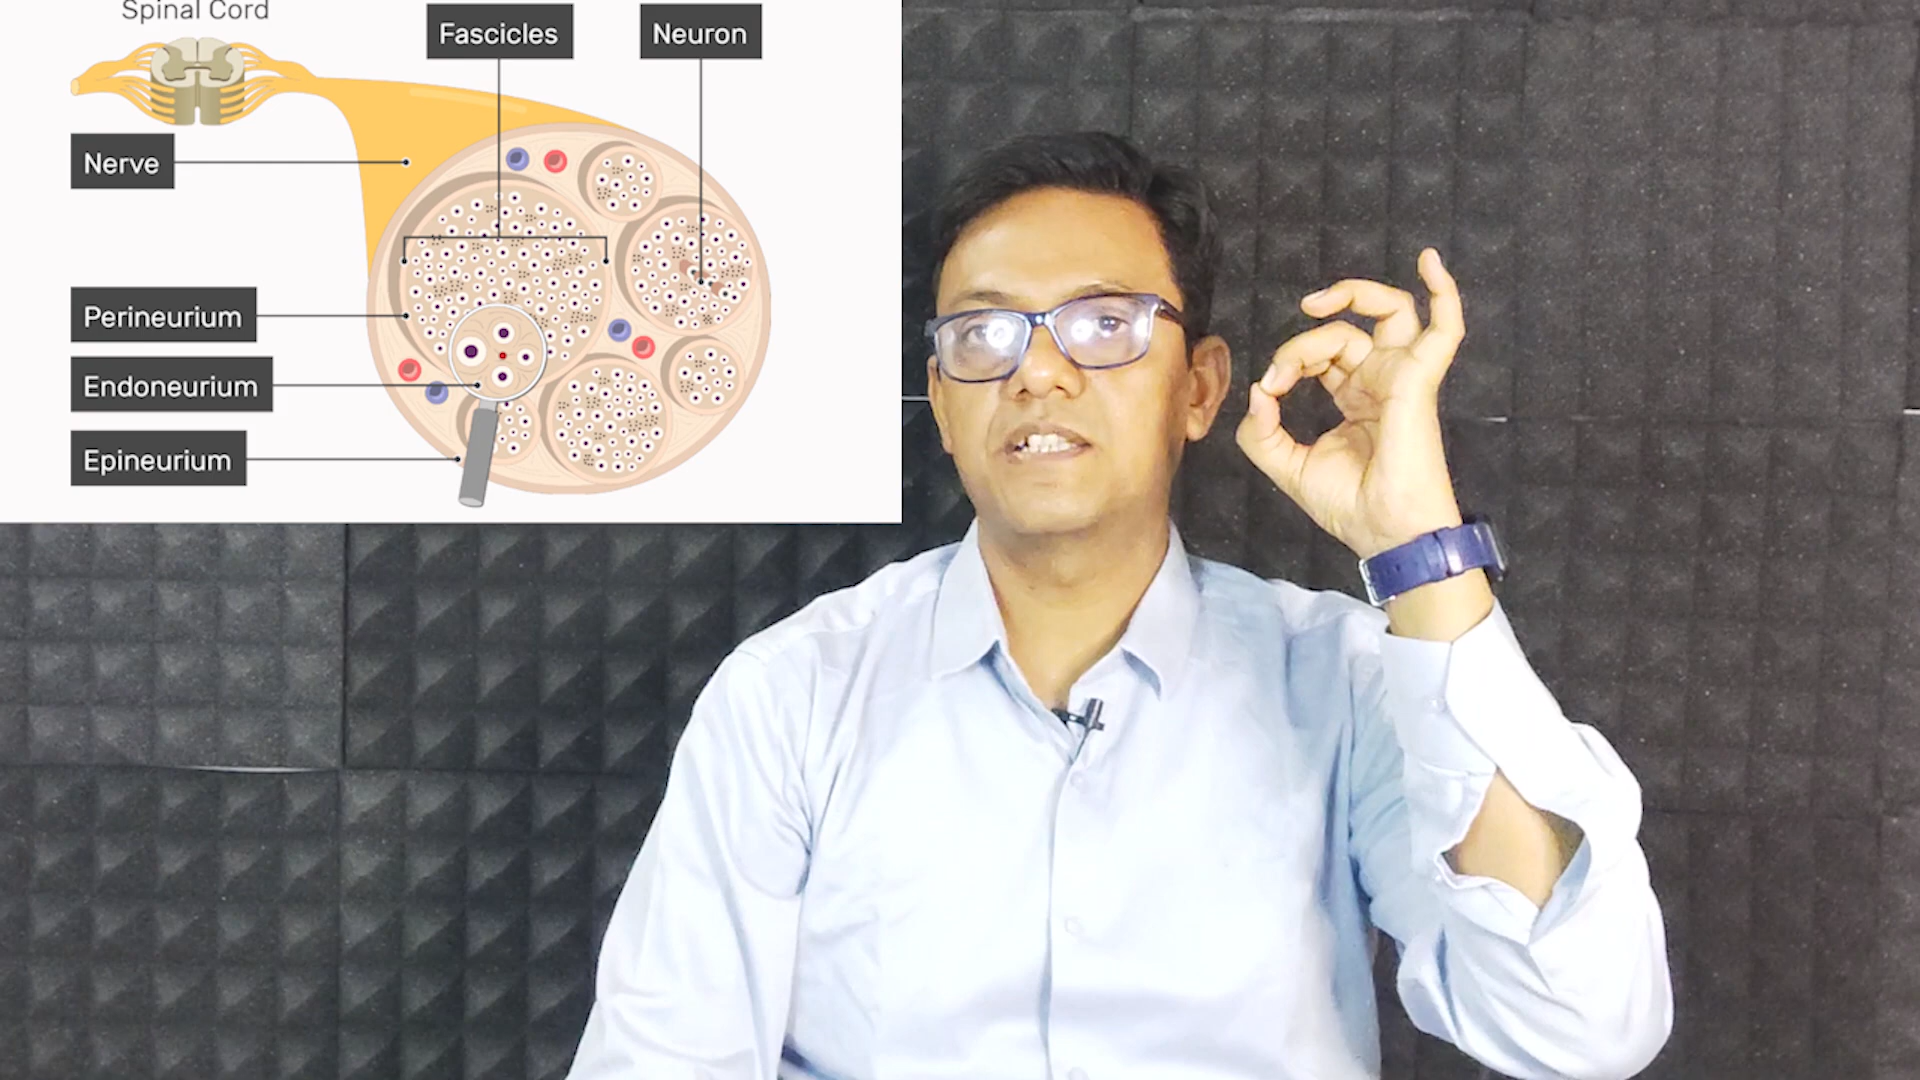 Spinal Cord
Fascicles
Neuron
Nerve
Perineurium
Endoneurium
Epineurium